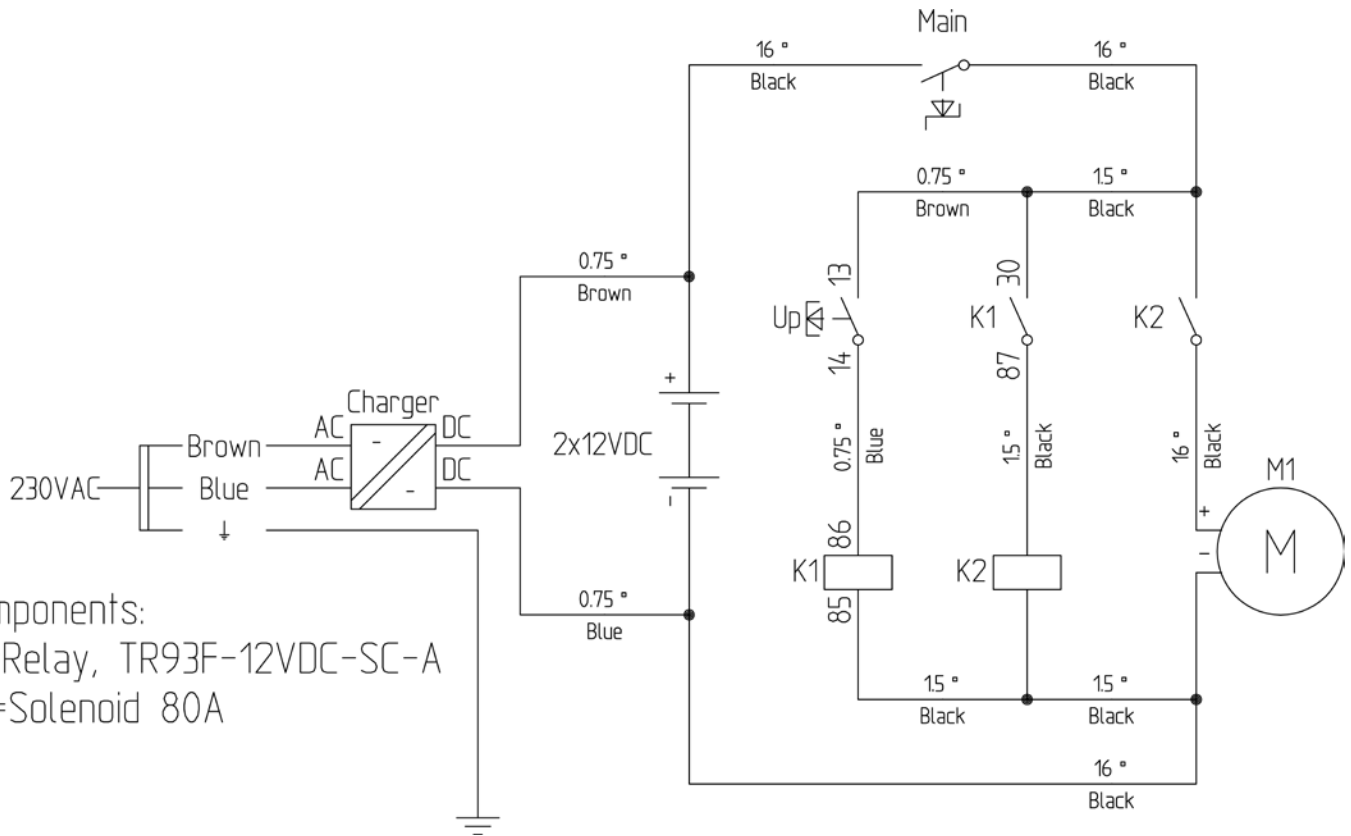 Main
16 ▫
Black
16 ▫
Black
0.75 ▫
Brown
1.5 ▫
Black
0.75 ▫
Brown
13
Up
14
30
K1
87
K2
Charger
AC
DC
AC
DC
Brown
Blue
230VAC
+
2x12VDC
-
0.75 ▫
Blue
1.5 ▫
Black
16 ▫
Black
M1
+
-
M
86
K1
85
K2
0.75 ▫
Blue
mponents:
Relay, TR93F-12VDC-SC-A
=Solenoid 80A
1.5 ▫
Black
1.5 ▫
Black
16 ▫
Black